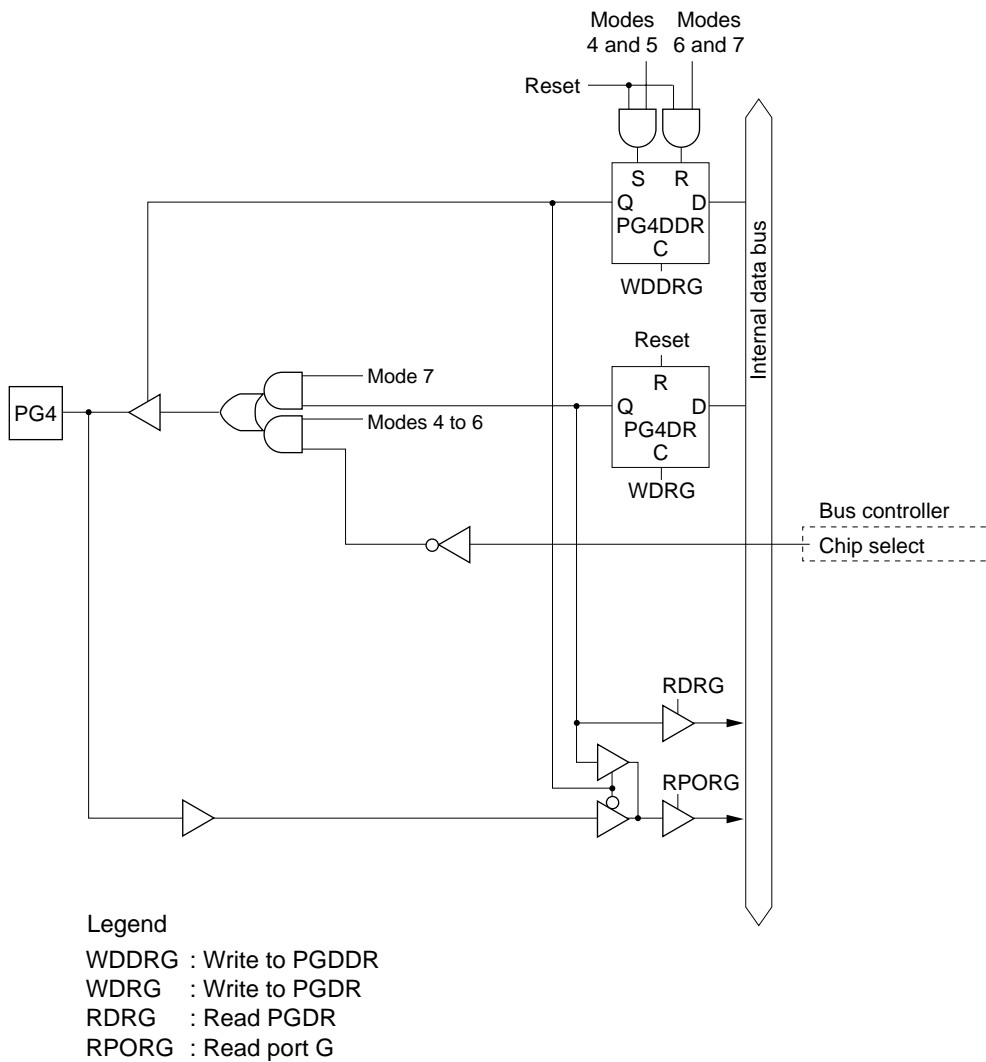 Modes
4 and 5
Modes
6 and 7
Reset
S R
Q D
PG4DDR
C
WDDRG
Internal data bus
Reset
R
Q D
PG4DR
C
WDRG
Mode 7
PG4
Modes 4 to 6
Bus controller
Chip select
RDRG
RPORG
Legend
WDDRG : Write to PGDDR
WDRG : Write to PGDR
RDRG : Read PGDR
RPORG : Read port G